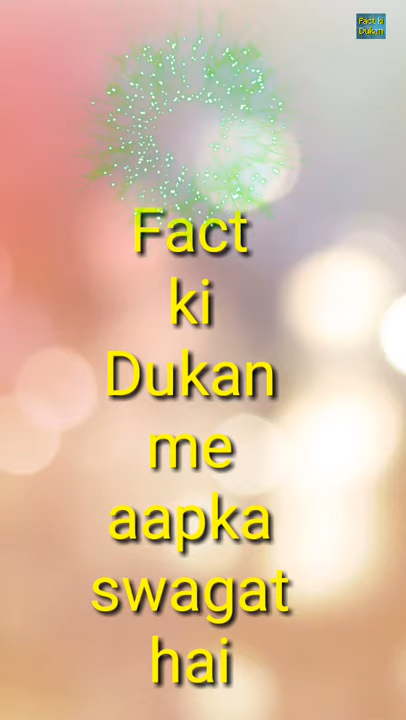 Fact ki
Dukan
Fact
ki
Dukan
me
aapka
swagat
hai